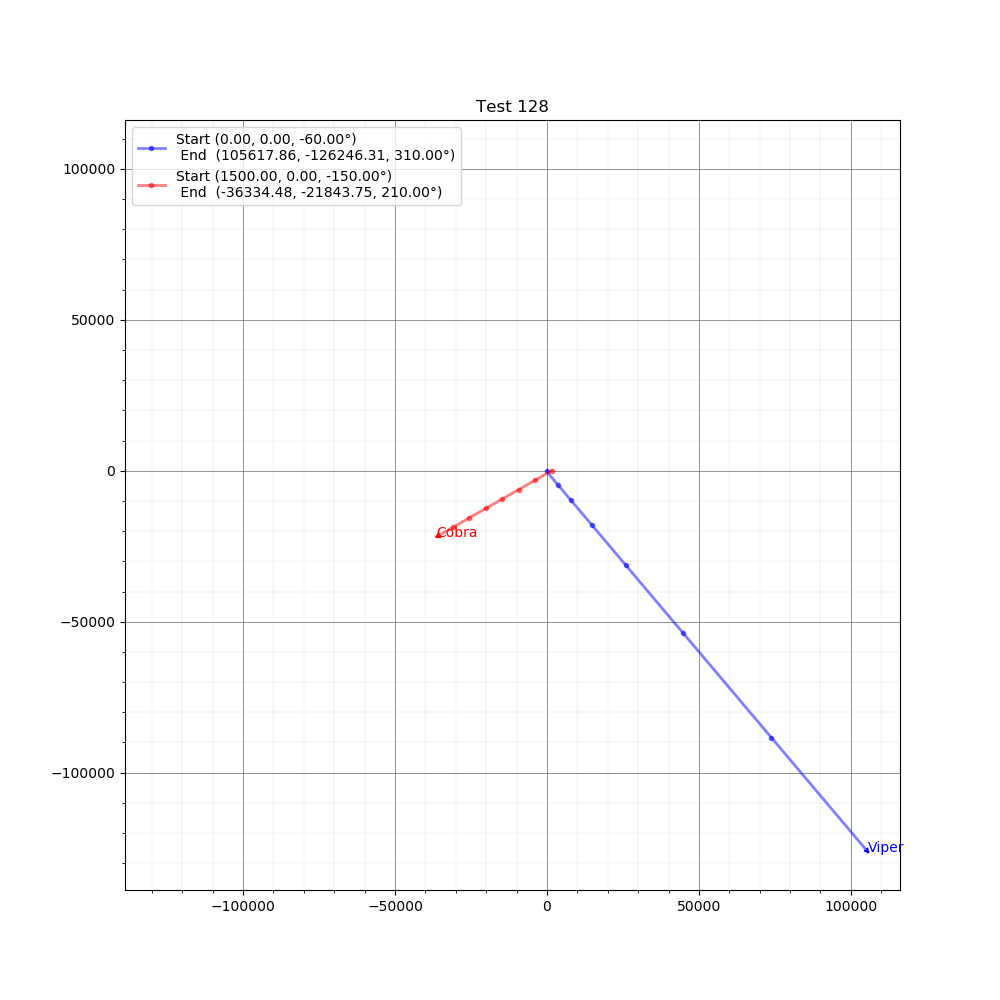 Test 128
Start (0.00, 0.00, -60.00°)
End  (105617.86, -126246.31, 310.00°)
Start (1500.00, 0.00, -150.00°)
End  (-36334.48, -21843.75, 210.00°)
100000
50000
0
−50000
−100000
Cobra
Viper
−100000
−50000
0
50000
100000